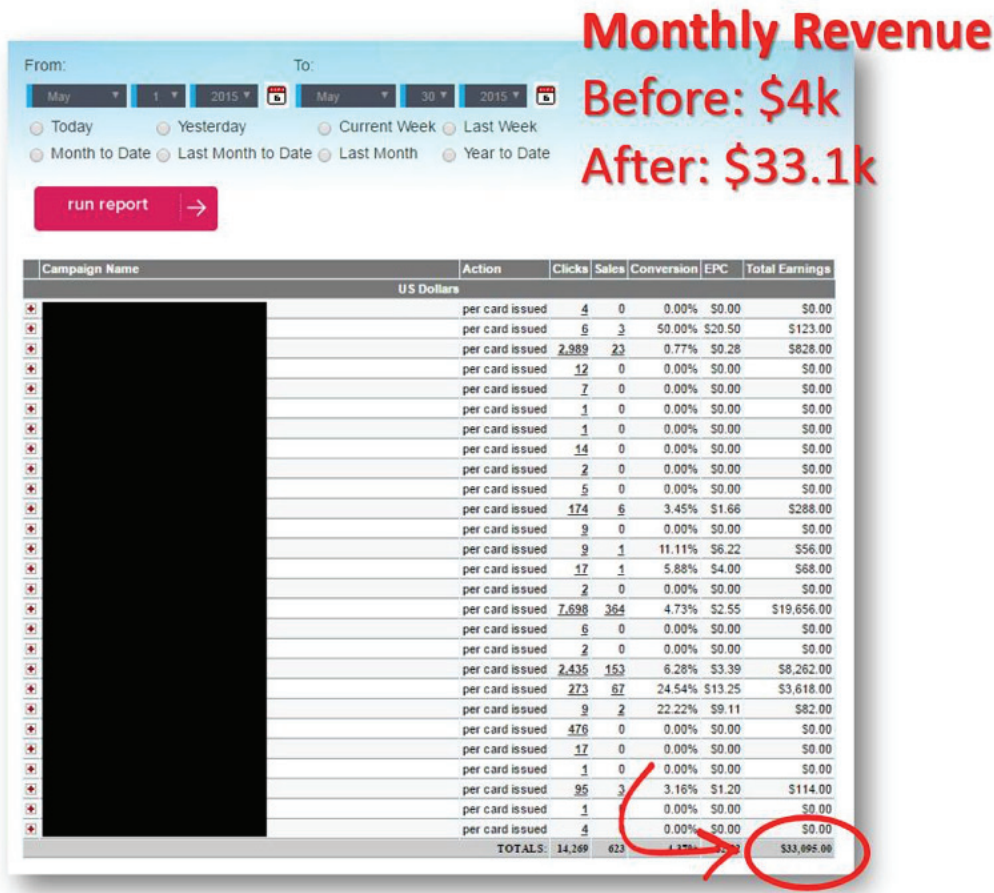 Monthly Revenue
Before: $4k
After: $33.1k
From: To:
May 1 2015 May 30 2015
Today Yesterday Current Week Last Week
Month to Date Last Month to Date Last Month Year to Date
run report
Campaign Name Action Clicks Sales Conversion EPC Total Earnings
US Dollars
per card issued 4 0 0.00% $0.00 $0.00
per card issued 6 3 50.00% $20.50 $123.00
per card issued 2,989 23 0.77% $0.28 $828.00
per card issued 12 0 0.00% $0.00 $0.00
per card issued 7 0 0.00% $0.00 $0.00
per card issued 1 0 0.00% $0.00 $0.00
per card issued 1 0 0.00% $0.00 $0.00
per card issued 14 0 0.00% $0.00 $0.00
per card issued 2 0 0.00% $0.00 $0.00
per card issued 5 0 0.00% $0.00 $0.00
per card issued 174 6 3.45% $1.66 $288.00
per card issued 9 0 0.00% $0.00 $0.00
per card issued 9 1 11.11% $6.22 $56.00
per card issued 17 1 5.88% $4.00 $68.00
per card issued 2 0 0.00% $0.00 $0.00
per card issued 7,698 364 4.73% $2.55 $19,656.00
per card issued 6 0 0.00% $0.00 $0.00
per card issued 2 0 0.00% $0.00 $0.00
per card issued 2,435 153 6.28% $3.39 $8,262.00
per card issued 273 67 24.54% $13.25 $3,618.00
per card issued 9 2 22.22% $9.11 $82.00
per card issued 476 0 0.00% $0.00 $0.00
per card issued 17 0 0.00% $0.00 $0.00
per card issued 1 0 0.00% $0.00 $0.00
per card issued 95 3 3.16% $1.20 $114.00
per card issued 1 0.00% $0.00 $0.00
per card issued 4 0.00% $0.00 $0.00
TOTALS: 14,269 623 $33,095.00